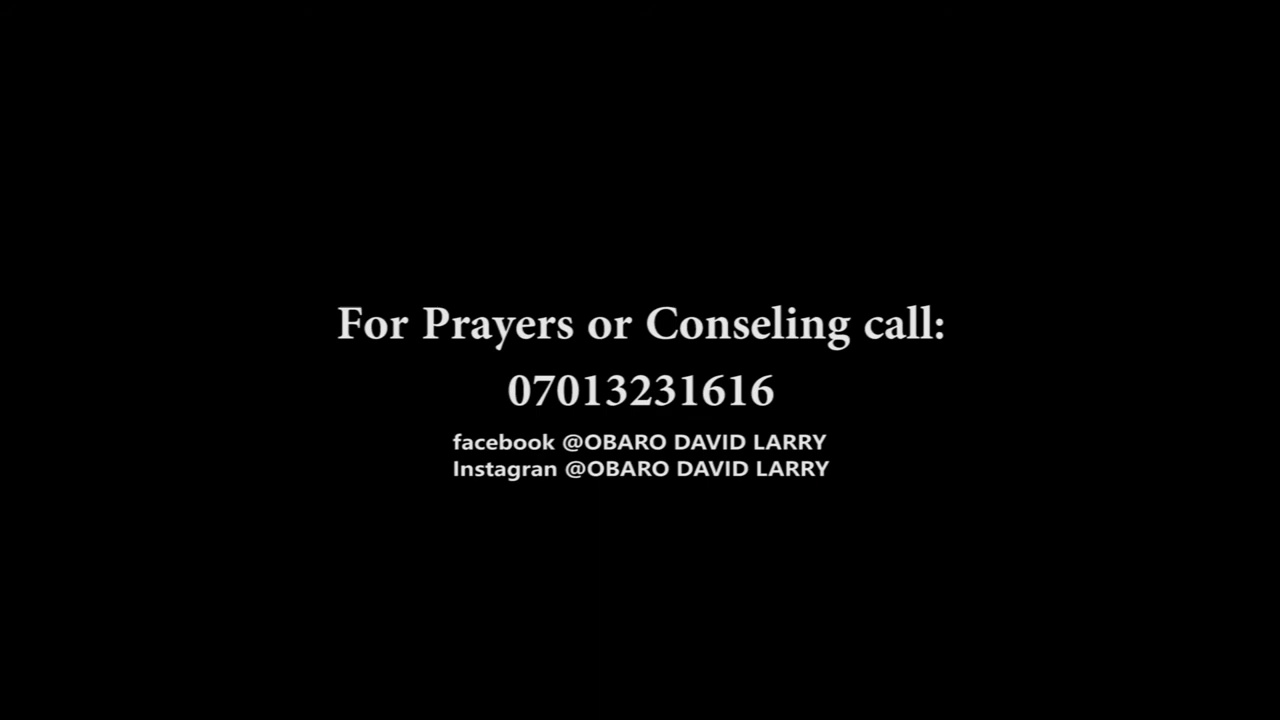 For Prayers or Conseling call:
07013231616
facebook @OBARO DAVID LARRY
Instagran @OBARO DAVID LARRY